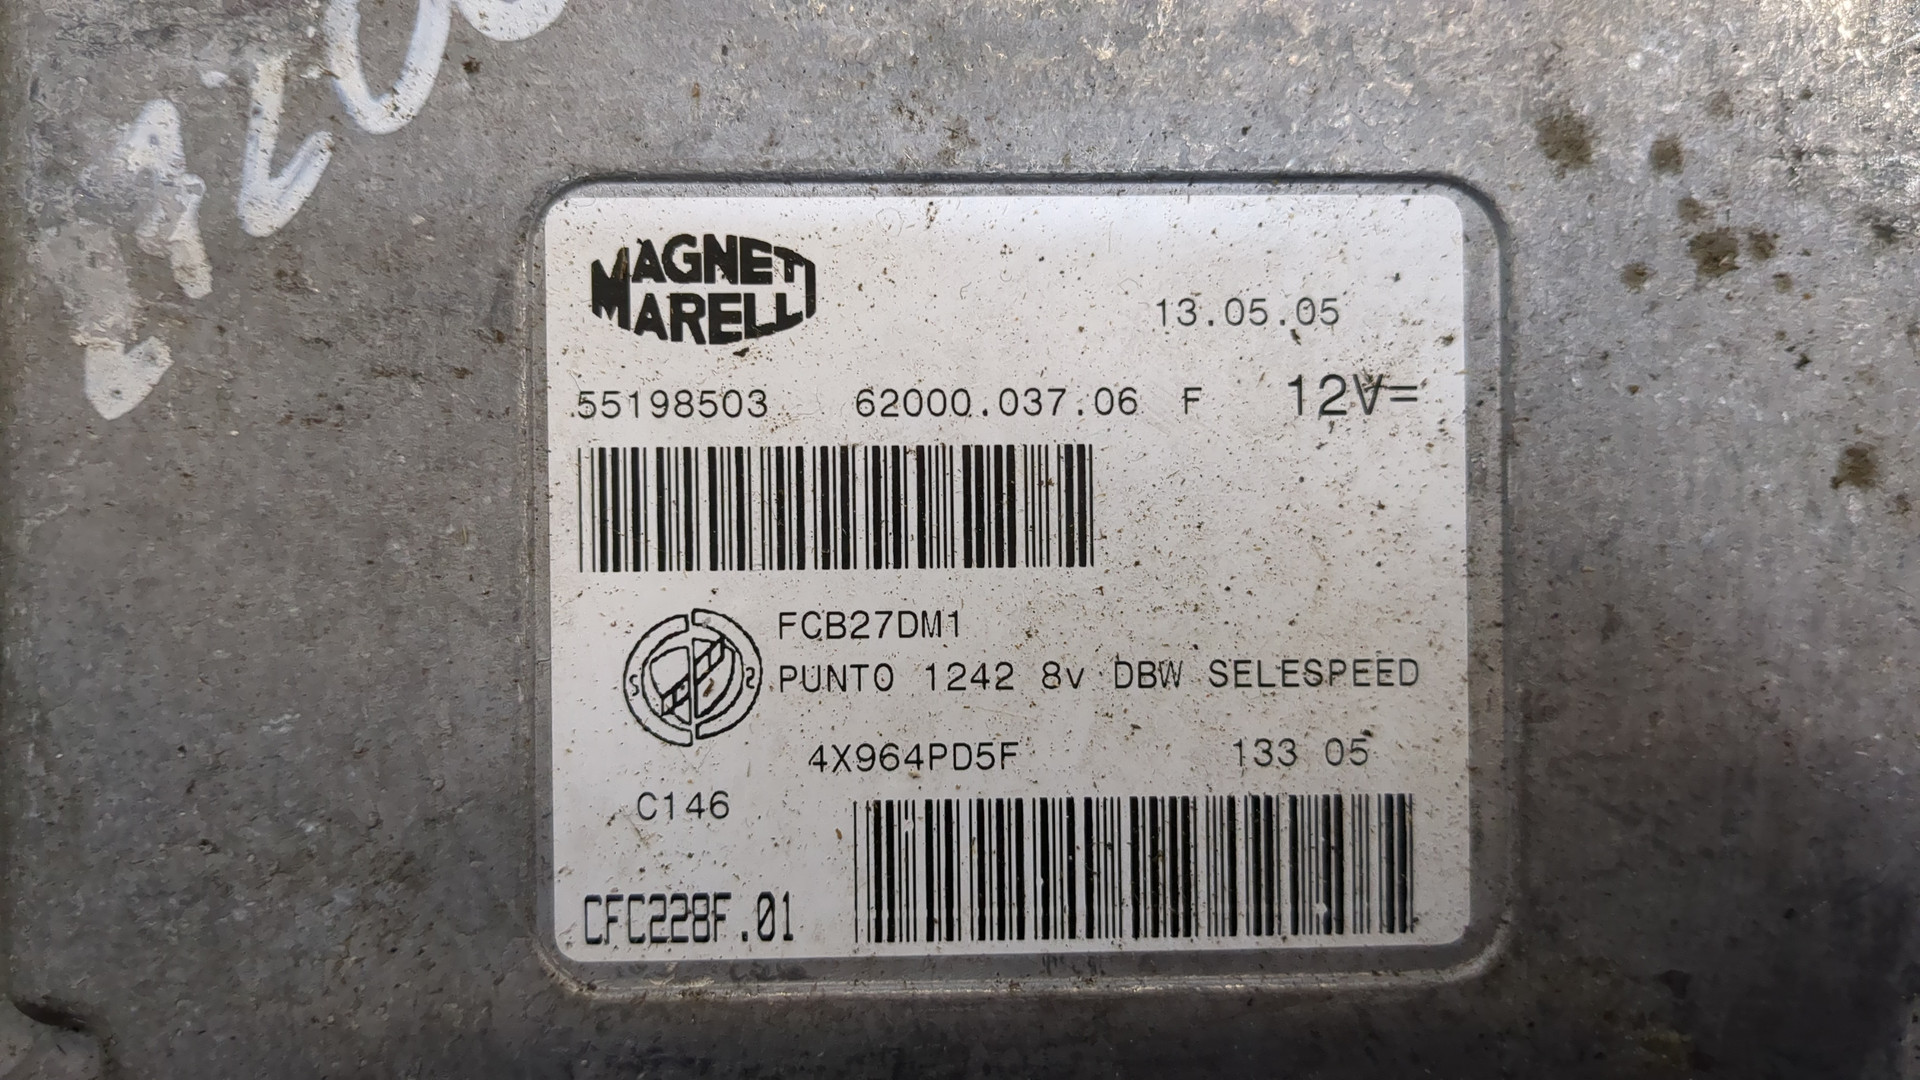 MAGNETI
MARELLI
13.05.05
55198503 62000.037.06 F 12V=
FCB27DM1
PUNTO 1242 8v DBW SELESPEED
4X964PD5F 133 05
C146
CFC228F.01